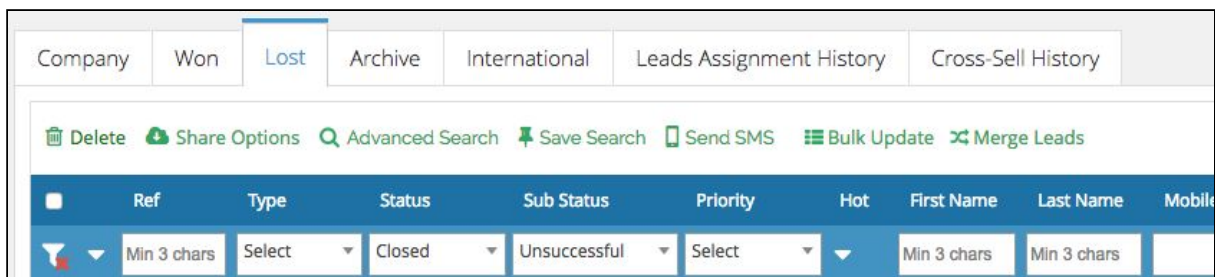 Company Won Lost Archive International Leads Assignment History Cross-Sell History
Delete Share Options Advanced Search Save Search Send SMS Bulk Update Merge Leads
Ref Type Status Sub Status Priority Hot First Name Last Name Mobile
Min 3 chars Select Closed Unsuccessful Select Min 3 chars Min 3 chars